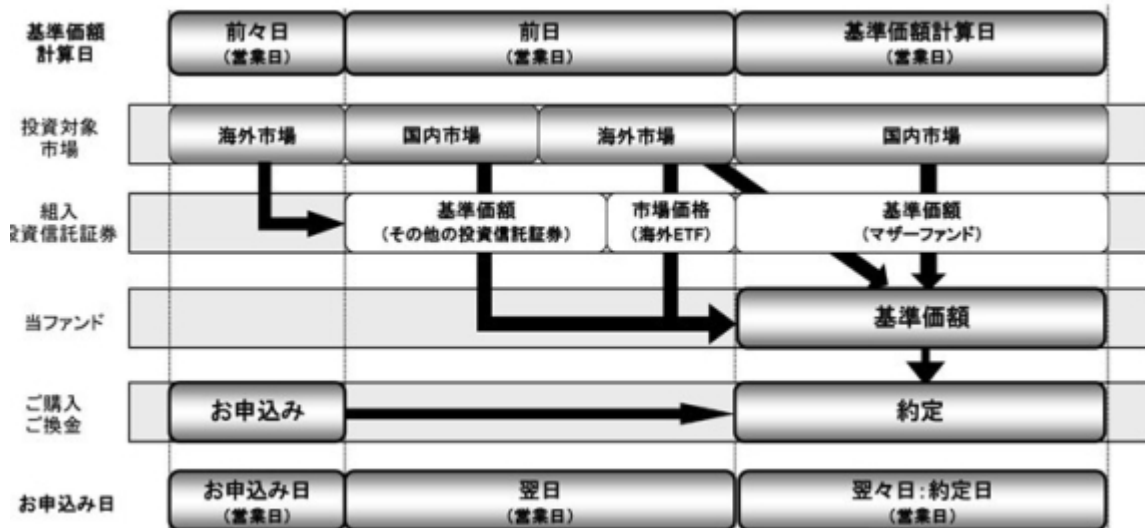 基準価額
計算日
前々日
(営業日)
前日
(営業日)
基準価額計算日
(営業日)
投資対象
市場
海外市場
国内市場
海外市場
国内市場
組入
投資信託証券
基準価額
(その他の投資信託証券)
市場価格
(海外ETF)
基準価額
(マザーファンド)
当ファンド
基準価額
ご購入
ご換金
お申込み
約定
お申込み日
お申込み日
(営業日)
翌日
(営業日)
翌々日:約定日
(営業日)